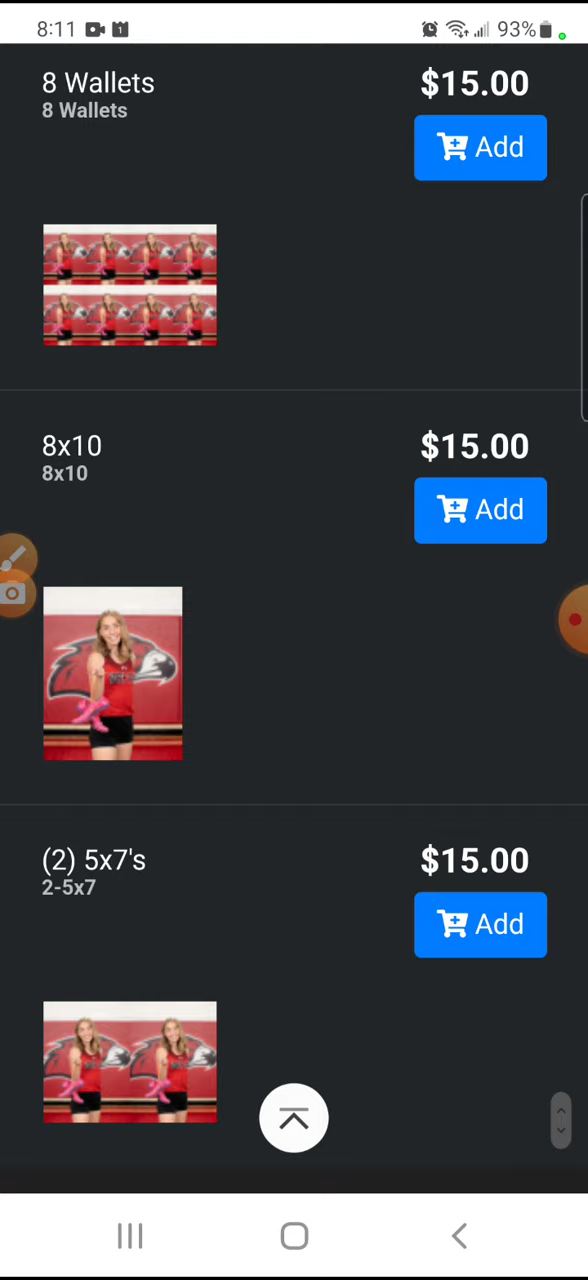 8:11
93%
8 Wallets
$15.00
8 Wallets
Add
8x10
$15.00
8x10
Add
(2) 5x7's
$15.00
2-5x7
Add